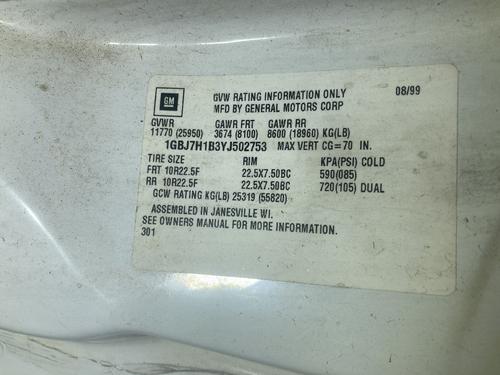 GM
GVW RATING INFORMATION ONLY 08/99
MFD BY GENERAL MOTORS CORP
GVWR GAWR FRT GAWR RR
11770 (25950) 3674 (8100) 8600 (18960) KG(LB)
1GBJ7H1B3YJ502753 MAX VERT CG=70 IN.
TIRE SIZE RIM KPA(PSI) COLD
FRT 10R22.5F 22.5X7.50BC 590(085)
RR 10R22.5F 22.5X7.50BC 720(105) DUAL
GCW RATING KG(LB) 25319 (55820)
ASSEMBLED IN JANESVILLE WI.
SEE OWNERS MANUAL FOR MORE INFORMATION.
301